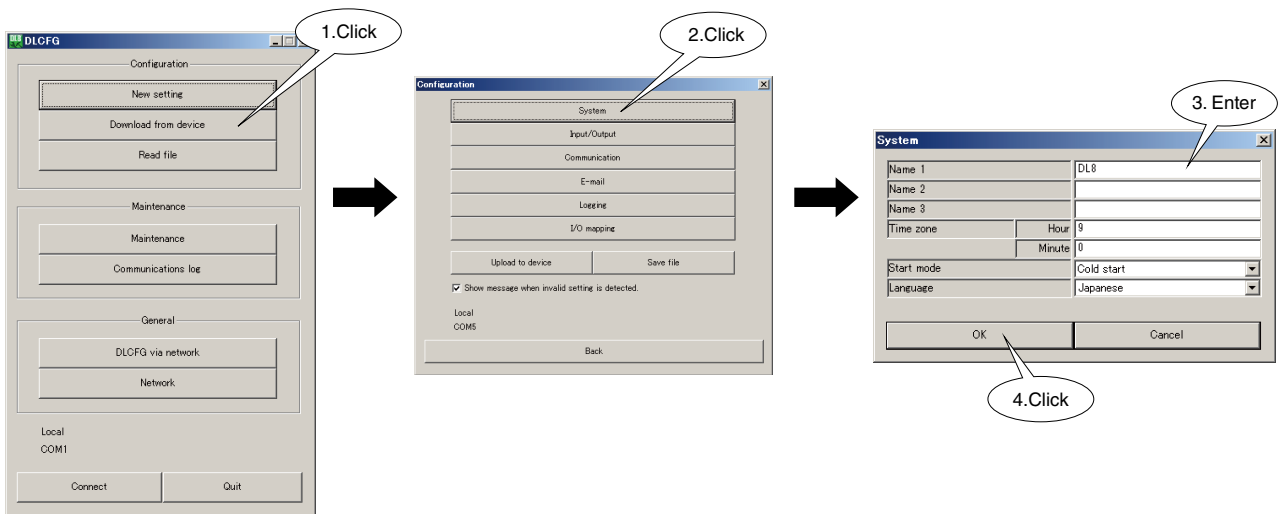 1.Click
DLCFG
Configuration
New setting
Download from device
Read file
Maintenance
Maintenance
Communications log
General
DLCFG via network
Network
Local
COM1
Connect
Quit
2.Click
Configuration
System
Input/Output
Communication
E-mail
Logging
I/O mapping
Upload to device
Save file
Show message when invalid setting is detected.
Local
COM5
Back
3. Enter
System
Name 1 DL8
Name 2
Name 3
Time zone Hour 9
Minute 0
Start mode Cold start
Language Japanese
OK
Cancel
4.Click